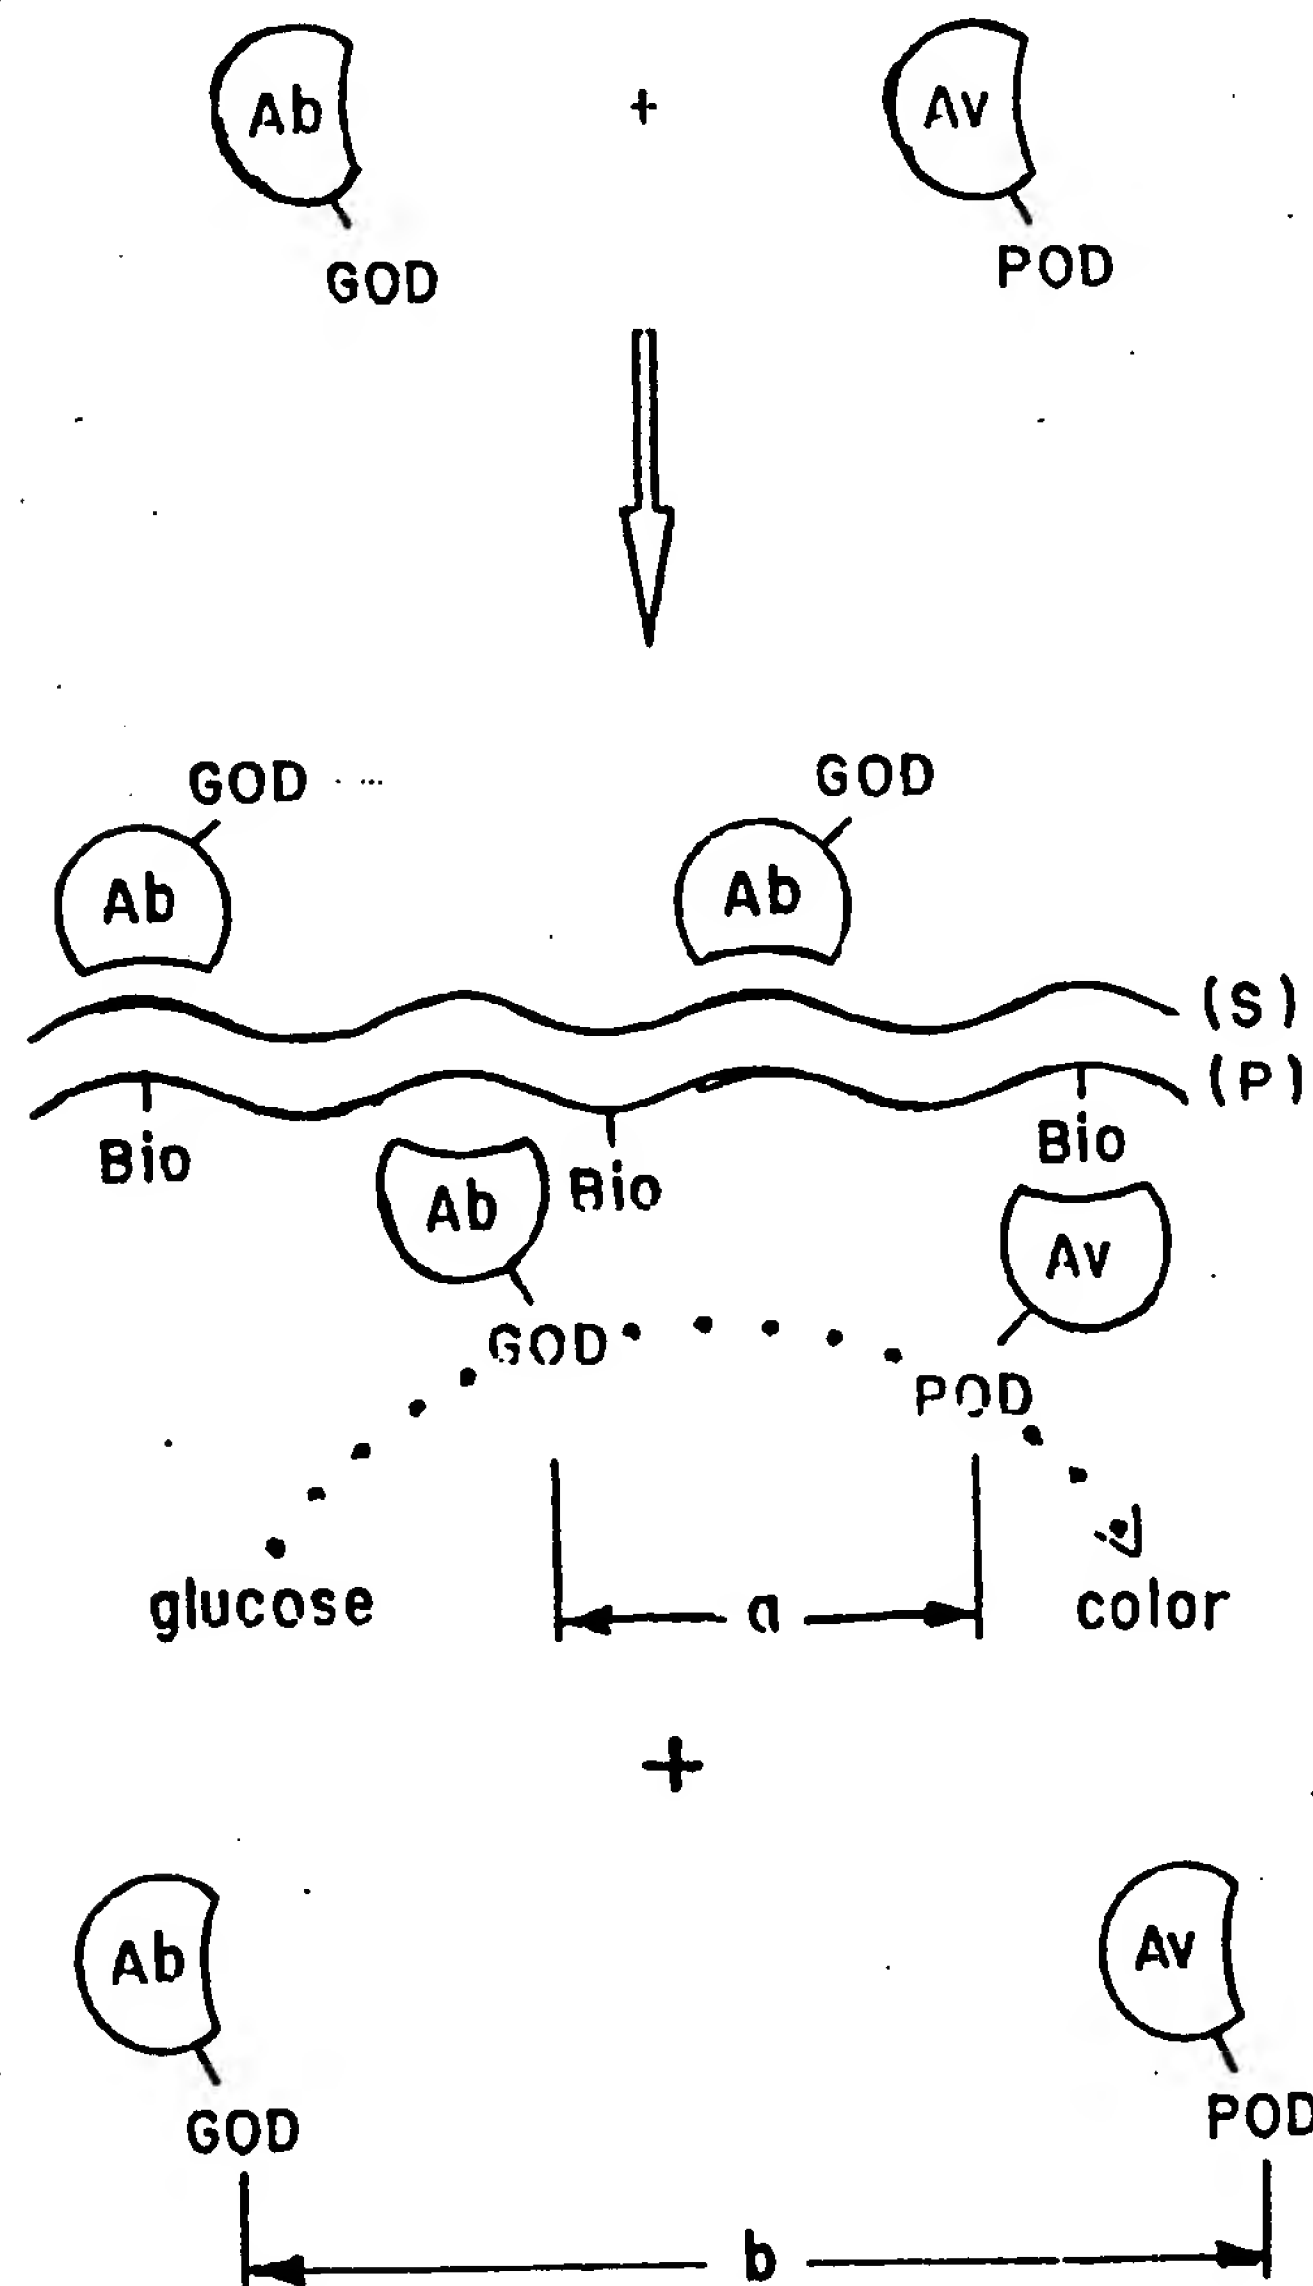 Ab + Av
GOD POD
GOD GOD
Ab Ab
(S)
(P)
Bio Bio Bio
Ab Av
GOD POD
glucose a color
+
Ab Av
GOD POD
b